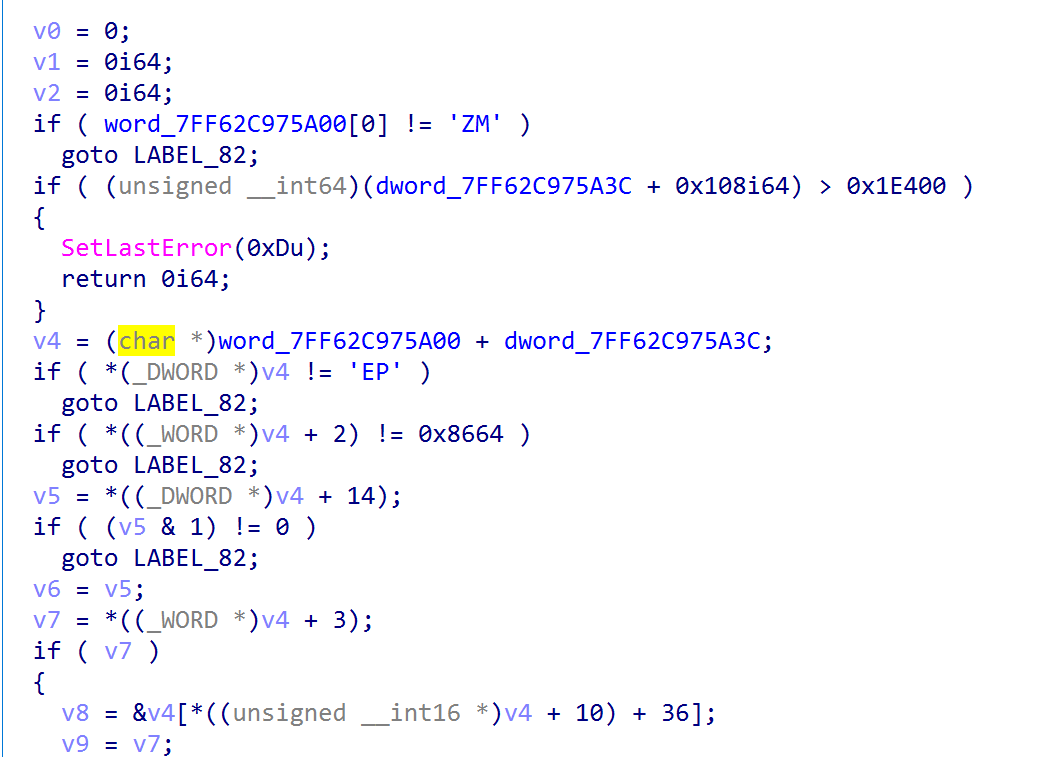 v0 = 0;
v1 = 0i64;
v2 = 0i64;
if ( word_7FF62C975A00[0] != 'ZM' )
goto LABEL_82;
if ( (unsigned __int64)(dword_7FF62C975A3C + 0x108i64) > 0x1E400 )
{
SetLastError(0xDu);
return 0i64;
}
v4 = (char *)word_7FF62C975A00 + dword_7FF62C975A3C;
if ( *(_DWORD *)v4 != 'EP' )
goto LABEL_82;
if ( *((_WORD *)v4 + 2) != 0x8664 )
goto LABEL_82;
v5 = *((_DWORD *)v4 + 14);
if ( (v5 & 1) != 0 )
goto LABEL_82;
v6 = v5;
v7 = *((_WORD *)v4 + 3);
if ( v7 )
{
v8 = &v4[*((unsigned __int16 *)v4 + 10) + 36];
v9 = v7;